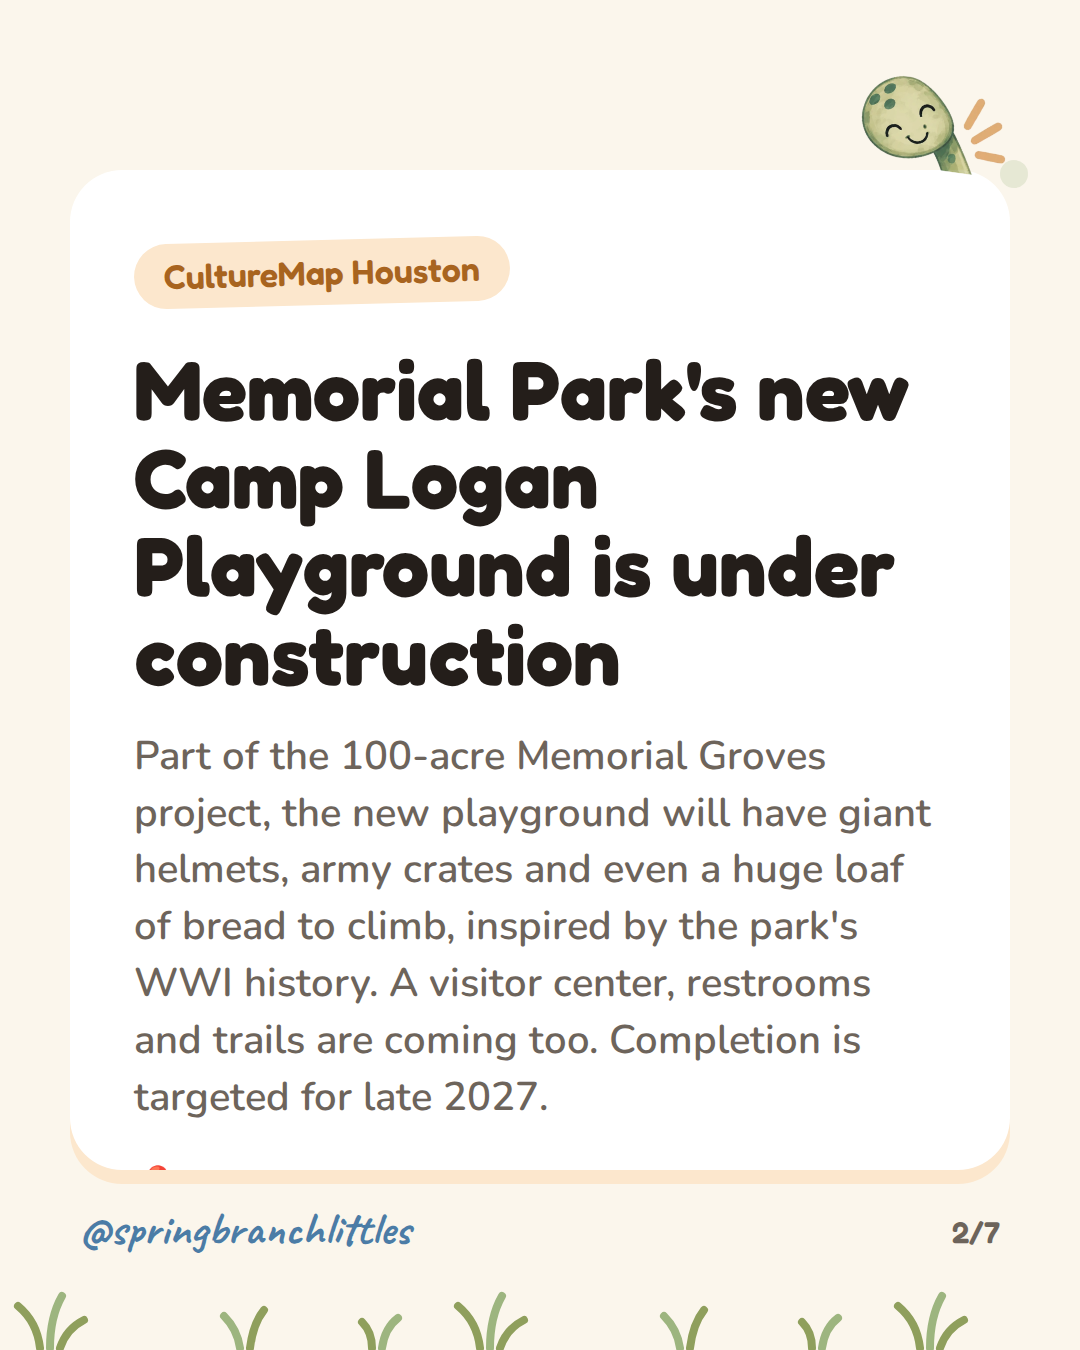 CultureMap Houston
Memorial Park's new
Camp Logan
Playground is under
construction
Part of the 100-acre Memorial Groves
project, the new playground will have giant
helmets, army crates and even a huge loaf
of bread to climb, inspired by the park's
WWI history. A visitor center, restrooms
and trails are coming too. Completion is
targeted for late 2027.
@springbranchlittles
2/7